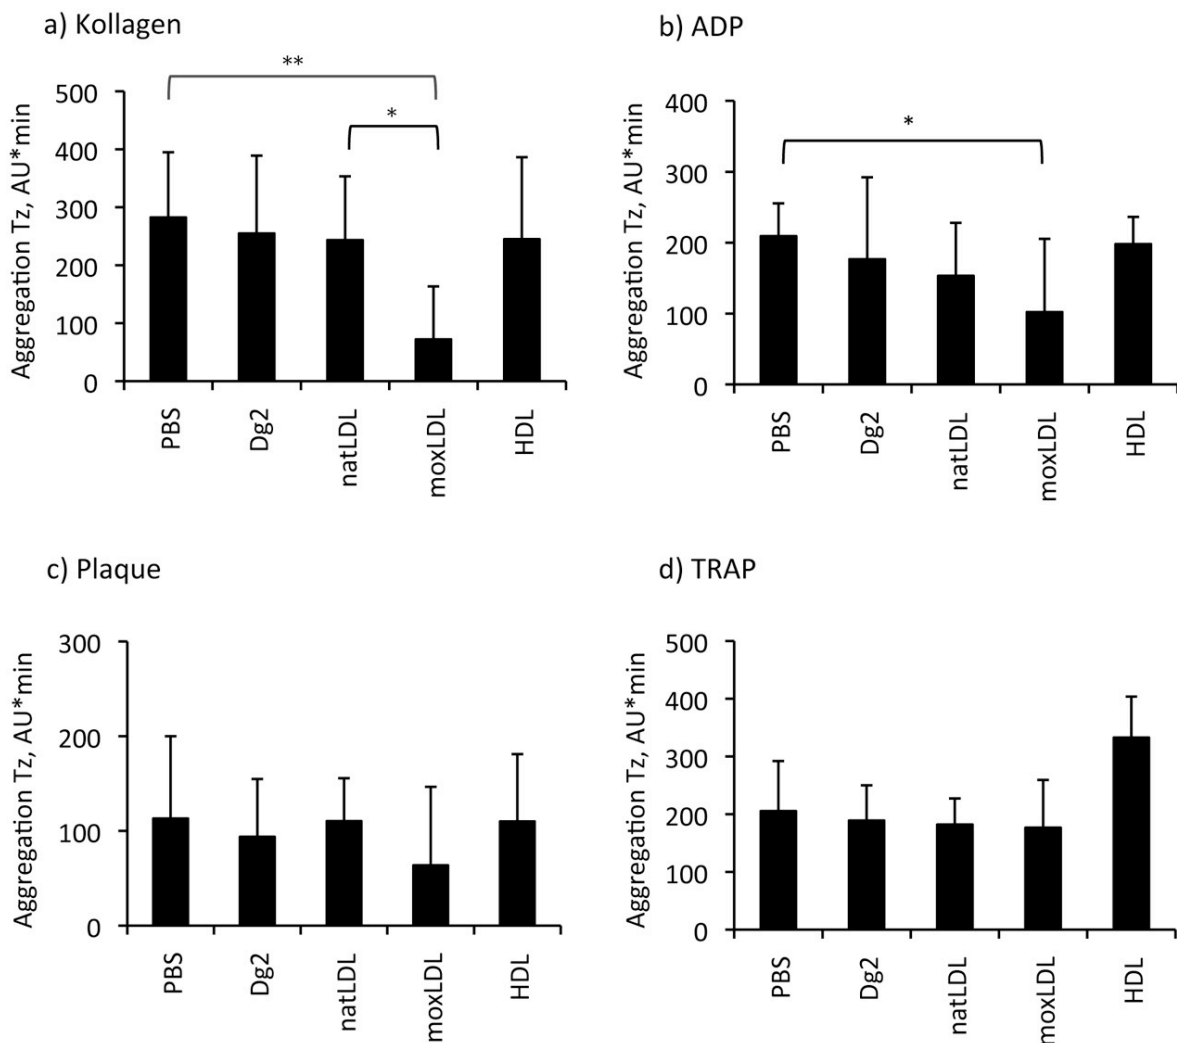 a) Kollagen
**
*
Aggregation Tz, AU*min
500
400
300
200
100
0
PBS
Dg2
natLDL
moxLDL
HDL
b) ADP
*
Aggregation Tz, AU*min
400
300
200
100
0
PBS
Dg2
natLDL
moxLDL
HDL
c) Plaque
Aggregation Tz, AU*min
300
200
100
0
PBS
Dg2
natLDL
moxLDL
HDL
d) TRAP
Aggregation Tz, AU*min
500
400
300
200
100
0
PBS
Dg2
natLDL
moxLDL
HDL